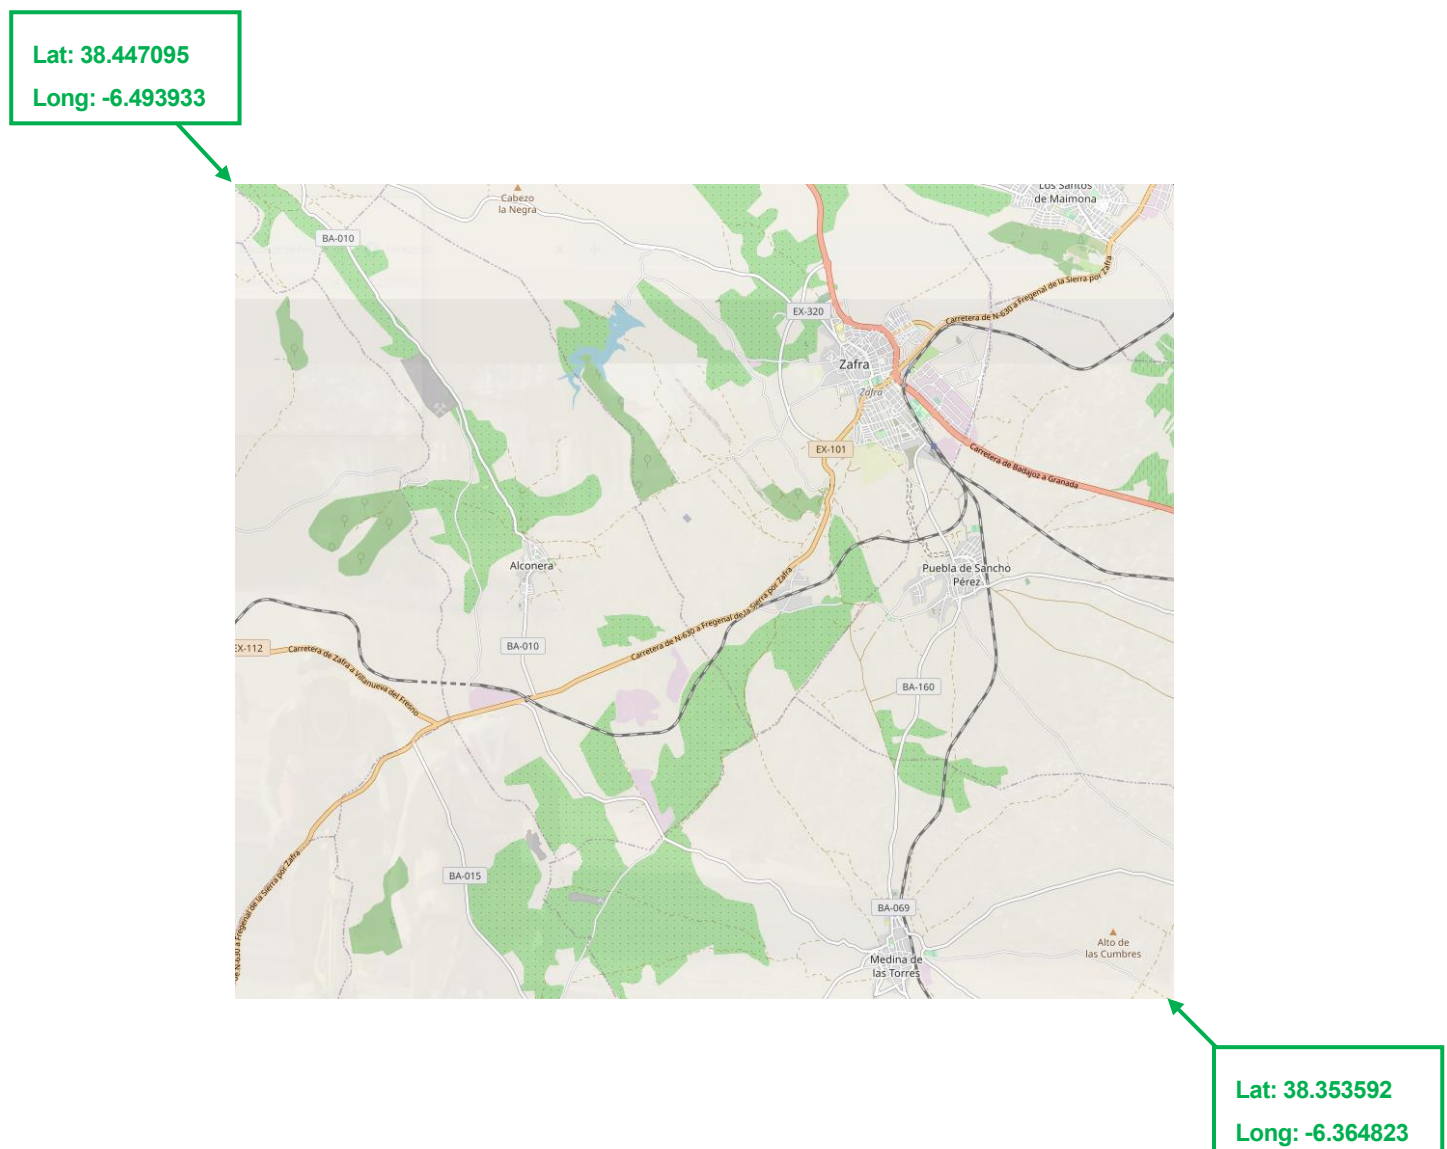 Lat: 38.447095
Long: -6.493933
Los Santos
de Maimona
Cabezo
la Negra
BA-010
Carretera de N-630 a Fregenal de la Sierra por Zafra
EX-320
Zafra
Zafra
EX-101
Carretera de Badajoz a Granada
Alconera
Puebla de Sancho
Pérez
Carretera de N-630 a Fregenal de la Sierra por Zafra
BA-010
EX-112
Carretera de Zafra a Villanueva del Fresno
BA-160
BA-015
de N-630 a Fregenal de la Sierra por Zafra
BA-069
Alto de
las Cumbres
Medina de
las Torres
Lat: 38.353592
Long: -6.364823